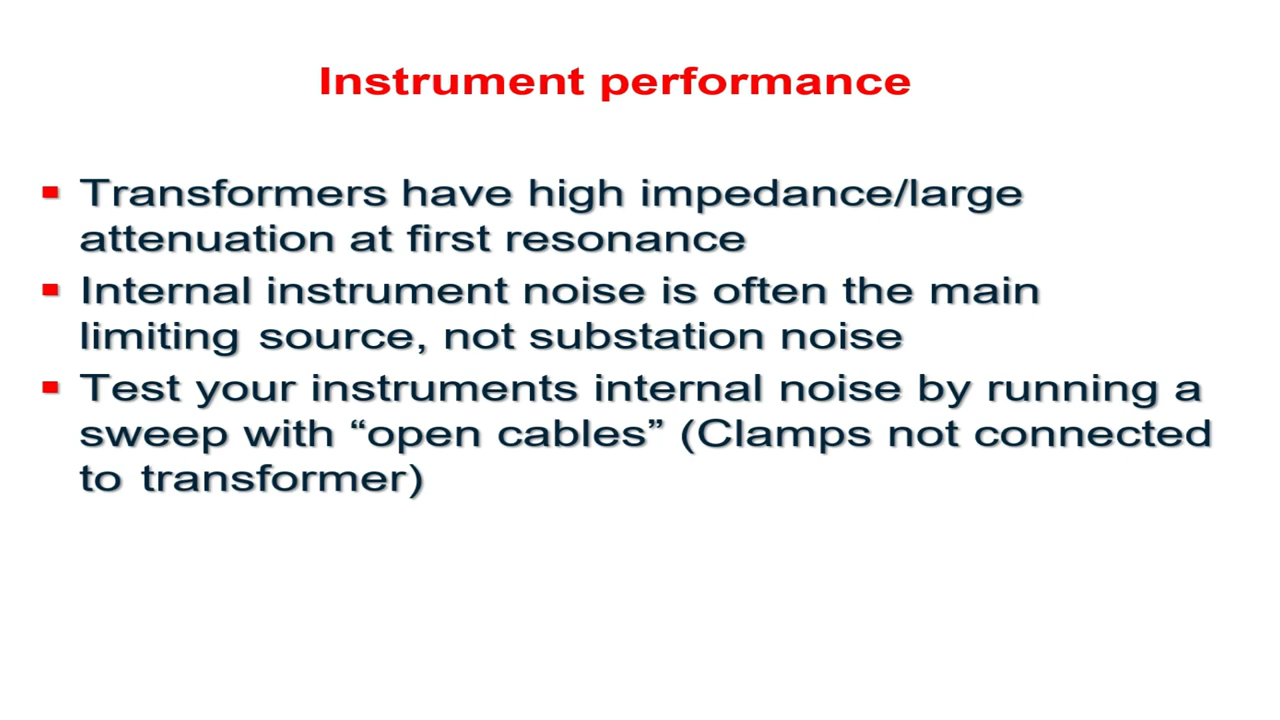 Instrument performance
▪ Transformers have high impedance/large
attenuation at first resonance
▪ Internal instrument noise is often the main
limiting source, not substation noise
▪ Test your instruments internal noise by running a
sweep with “open cables” (Clamps not connected
to transformer)